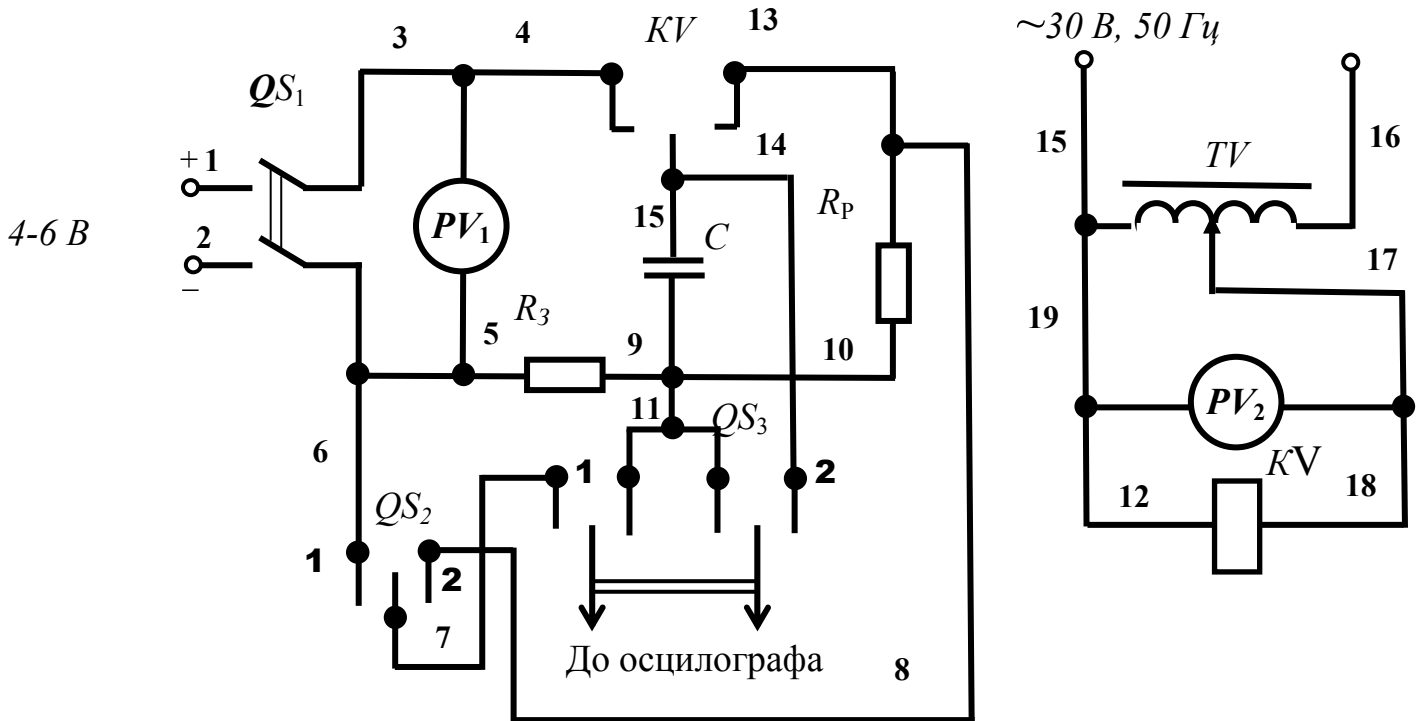 3 4 KV 13 ~30 В, 50 Гц
QS₁
+ 1 14 15 TV 16
4-6 В 2 PV₁ 15 C R_P
− 17
5 R_З 9 10 19
11 QS₃ PV₂
6 1 2 KV
QS₂ 12 18
1 2
7 До осцилографа 8